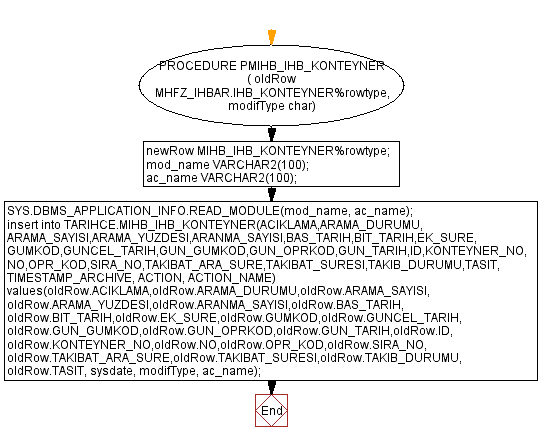 PROCEDURE PMIHB_IHB_KONTEYNER
( oldRow
MHFZ_IHBAR.IHB_KONTEYNER%rowtype,
modifType char)
newRow MIHB_IHB_KONTEYNER%rowtype;
mod_name VARCHAR2(100);
ac_name VARCHAR2(100);
SYS.DBMS_APPLICATION_INFO.READ_MODULE(mod_name, ac_name);
insert into TARIHCE.MIHB_IHB_KONTEYNER(ACIKLAMA,ARAMA_DURUMU,
ARAMA_SAYISI,ARAMA_YUZDESI,ARANMA_SAYISI,BAS_TARIH,BIT_TARIH,EK_SURE,
GUMKOD,GUNCEL_TARIH,GUN_GUMKOD,GUN_OPRKOD,GUN_TARIH,ID,KONTEYNER_NO,
NO,OPR_KOD,SIRA_NO,TAKIBAT_ARA_SURE,TAKIBAT_SURESI,TAKIB_DURUMU,TASIT,
TIMESTAMP_ARCHIVE, ACTION, ACTION_NAME)
values(oldRow.ACIKLAMA,oldRow.ARAMA_DURUMU,oldRow.ARAMA_SAYISI,
oldRow.ARAMA_YUZDESI,oldRow.ARANMA_SAYISI,oldRow.BAS_TARIH,
oldRow.BIT_TARIH,oldRow.EK_SURE,oldRow.GUMKOD,oldRow.GUNCEL_TARIH,
oldRow.GUN_GUMKOD,oldRow.GUN_OPRKOD,oldRow.GUN_TARIH,oldRow.ID,
oldRow.KONTEYNER_NO,oldRow.NO,oldRow.OPR_KOD,oldRow.SIRA_NO,
oldRow.TAKIBAT_ARA_SURE,oldRow.TAKIBAT_SURESI,oldRow.TAKIB_DURUMU,
oldRow.TASIT, sysdate, modifType, ac_name);
End